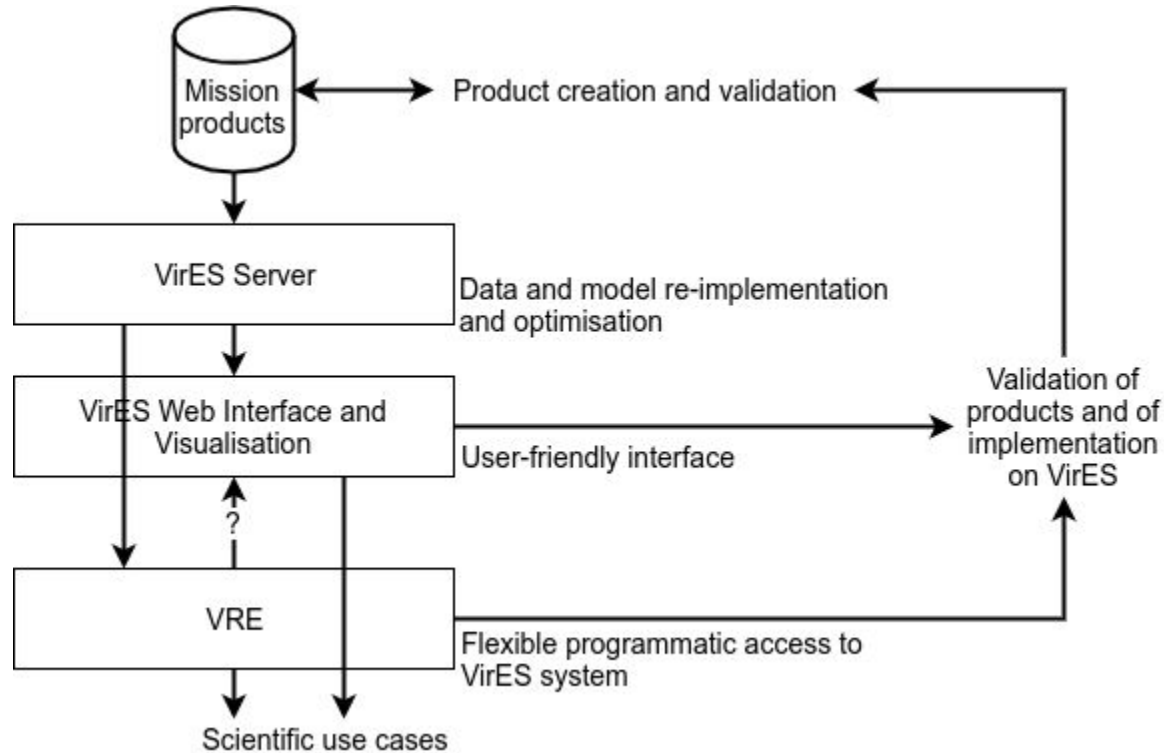 Mission
products
Product creation and validation
VirES Server
Data and model re-implementation
and optimisation
VirES Web Interface and
Visualisation
User-friendly interface
Validation of
products and of
implementation
on VirES
?
VRE
Flexible programmatic access to
VirES system
Scientific use cases